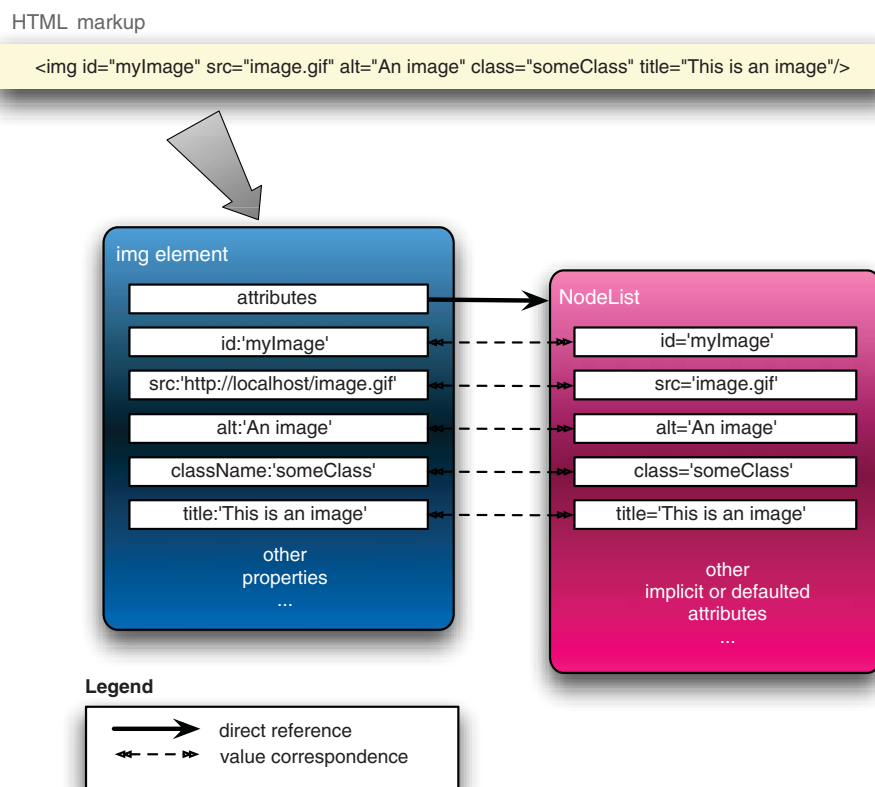 HTML markup
<img id="myImage" src="image.gif" alt="An image" class="someClass" title="This is an image"/>
img element
attributes
id:'myImage'
src:'http://localhost/image.gif'
alt:'An image'
className:'someClass'
title:'This is an image'
other
properties
...
NodeList
id='myImage'
src='image.gif'
alt='An image'
class='someClass'
title='This is an image'
other
implicit or defaulted
attributes
...
Legend
direct reference
value correspondence